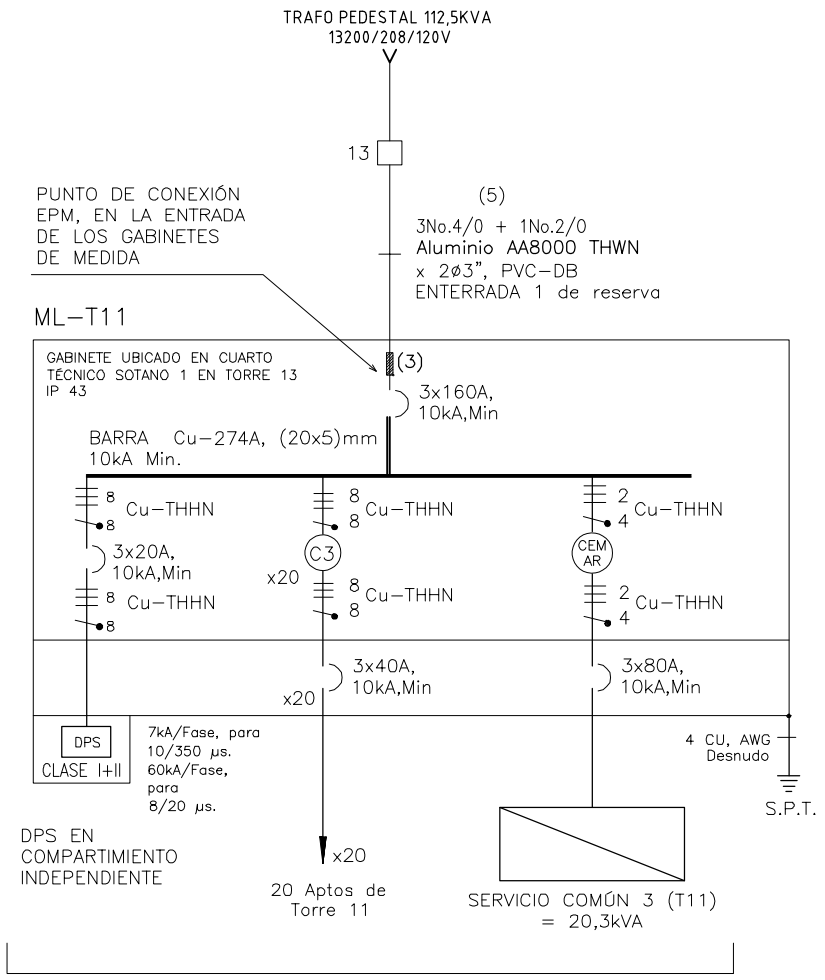 TRAFO PEDESTAL 112,5KVA
13200/208/120V
13
PUNTO DE CONEXIÓN
EPM, EN LA ENTRADA
DE LOS GABINETES
DE MEDIDA
(5)
3No.4/0 + 1No.2/0
Aluminio AA8000 THWN
x 2ø3", PVC-DB
ENTERRADA 1 de reserva
ML-T11
GABINETE UBICADO EN CUARTO
TÉCNICO SOTANO 1 EN TORRE 13
IP 43
(3)
3x160A,
10kA,Min
BARRA Cu-274A, (20x5)mm
10kA Min.
8
Cu-THHN
8
3x20A,
10kA,Min
8
Cu-THHN
8
8
Cu-THHN
8
C3
x20
8
Cu-THHN
8
2
Cu-THHN
4
CEM
AR
2
Cu-THHN
4
3x40A,
10kA,Min
x20
3x80A,
10kA,Min
DPS
CLASE I+II
7kA/Fase, para
10/350 µs.
60kA/Fase,
para
8/20 µs.
4 CU, AWG
Desnudo
S.P.T.
DPS EN
COMPARTIMIENTO
INDEPENDIENTE
x20
20 Aptos de
Torre 11
SERVICIO COMÚN 3 (T11)
= 20,3kVA